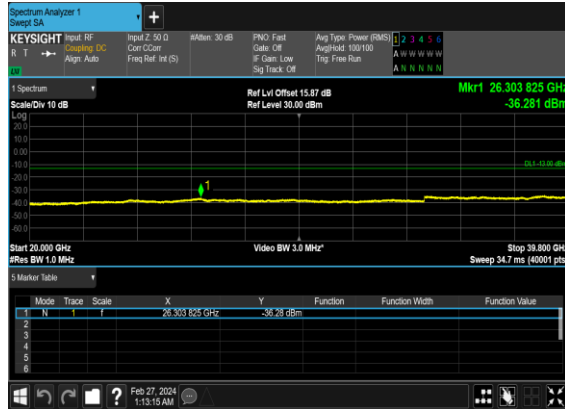 Spectrum Analyzer 1
Swept SA
+
KEYSIGHT Input: RF Input Z: 50 Ω #Atten: 30 dB PNO: Fast Avg Type: Power (RMS) 1 2 3 4 5 6
R T Coupling: DC Corr CCorr Gate: Off Avg|Hold: 100/100 A W W W W W
Align: Auto Freq Ref: Int (S) IF Gain: Low Trig: Free Run
Sig Track: Off A N N N N N
1 Spectrum Ref Lvl Offset 15.87 dB Mkr1 26.303 825 GHz
Scale/Div 10 dB Ref Level 30.00 dBm -36.281 dBm
Log
20.0
10.0
0.00
-10.0 DL1 -13.00 dBm
-20.0
-30.0 1
-40.0
-50.0
-60.0
Start 20.000 GHz Video BW 3.0 MHz* Stop 39.800 GHz
#Res BW 1.0 MHz Sweep 34.7 ms (40001 pts)
5 Marker Table
Mode Trace Scale X Y Function Function Width Function Value
1 N 1 f 26.303 825 GHz -36.28 dBm
2
3
4
5
6
? Feb 27, 2024
1:13:15 AM